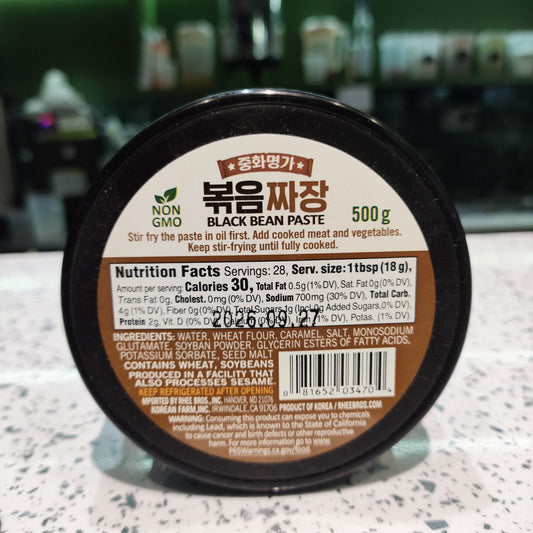 중화명가
NON
GMO
볶음짜장
BLACK BEAN PASTE
500g
Stir fry the paste in oil first. Add cooked meat and vegetables.
Keep stir-frying until fully cooked.
Nutrition Facts Servings: 28, Serv. size: 1 tbsp (18 g),
Amount per serving: Calories 30, Total Fat 0.5g (1% DV), Sat. Fat 0g (0% DV),
Trans Fat 0g, Cholest. 0mg (0% DV), Sodium 700mg (30% DV), Total Carb.
4g (1% DV), Fiber 0g (0% DV), Total Sugars 1g (Incl. 0g Added Sugars, 0% DV),
Protein 2g, Vit. D (0% DV), (1% DV), Potas. (1% DV).
2026.09.27
INGREDIENTS: WATER, WHEAT FLOUR, CARAMEL, SALT, MONOSODIUM
GLUTAMATE, SOYBAN POWDER, GLYCERIN ESTERS OF FATTY ACIDS,
POTASSIUM SORBATE, SEED MALT
CONTAINS WHEAT, SOYBEANS
PRODUCED IN A FACILITY THAT
ALSO PROCESSES SESAME.
KEEP REFRIGERATED AFTER OPENING
IMPORTED BY RHEE BROS., INC. HANOVER, MD 21076
KOREAN FARM, INC. IRWINDALE, CA 91706
0 81652 03470 4
PRODUCT OF KOREA / RHEEBROS.COM
WARNING: Consuming this product can expose you to chemicals
including Lead, which is known to the State of California
to cause cancer and birth defects or other reproductive
harm. For more information go to www.
P65Warnings.ca.gov/food.